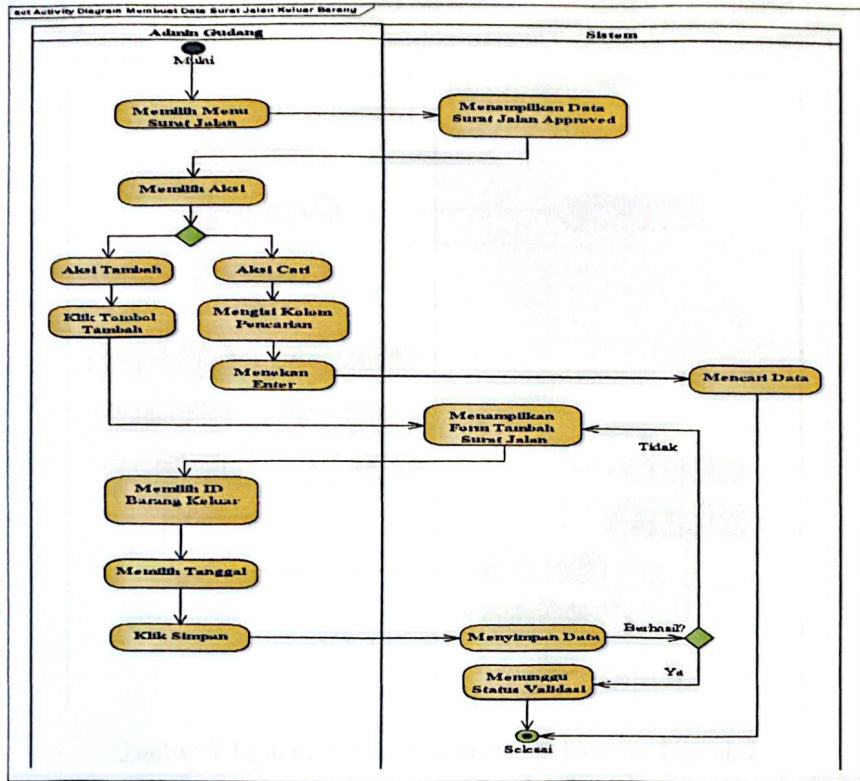 act Activity Diagram Membuat Data Surat Jalan Keluar Barang
Admin Gudang
Sistem
Mulai
Memilih Menu
Surat Jalan
Menampilkan Data
Surat Jalan Approved
Memilih Aksi
Aksi Tambah
Aksi Cari
Klik Tombol
Tambah
Mengisi Kolom
Pencarian
Menekan
Enter
Mencari Data
Menampilkan
Form Tambah
Surat Jalan
Tidak
Memilih ID
Barang Keluar
Memilih Tanggal
Klik Simpan
Menyimpan Data
Berhasil?
Ya
Menunggu
Status Validasi
Selesai